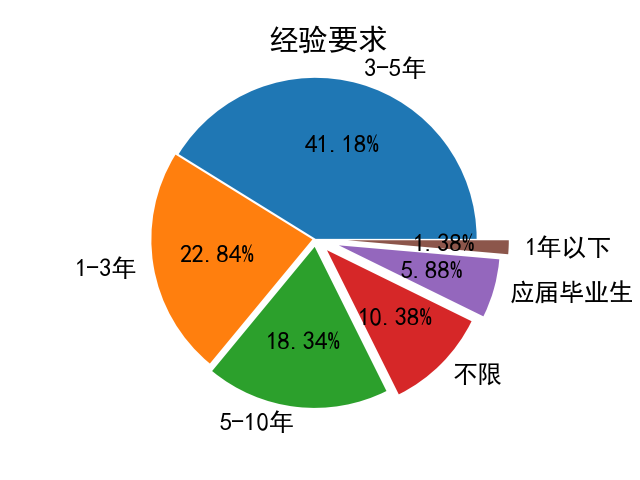 经验要求
3-5年
41.18%
1-3年
22.84%
5-10年
18.34%
不限
10.38%
应届毕业生
5.88%
1年以下
1.38%